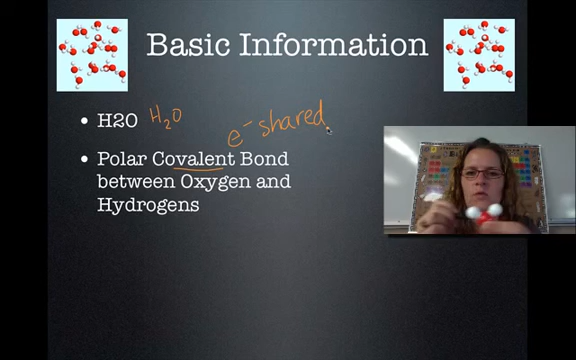 Basic Information
• H2O H₂O
e⁻ shared
• Polar Covalent Bond
between Oxygen and
Hydrogens